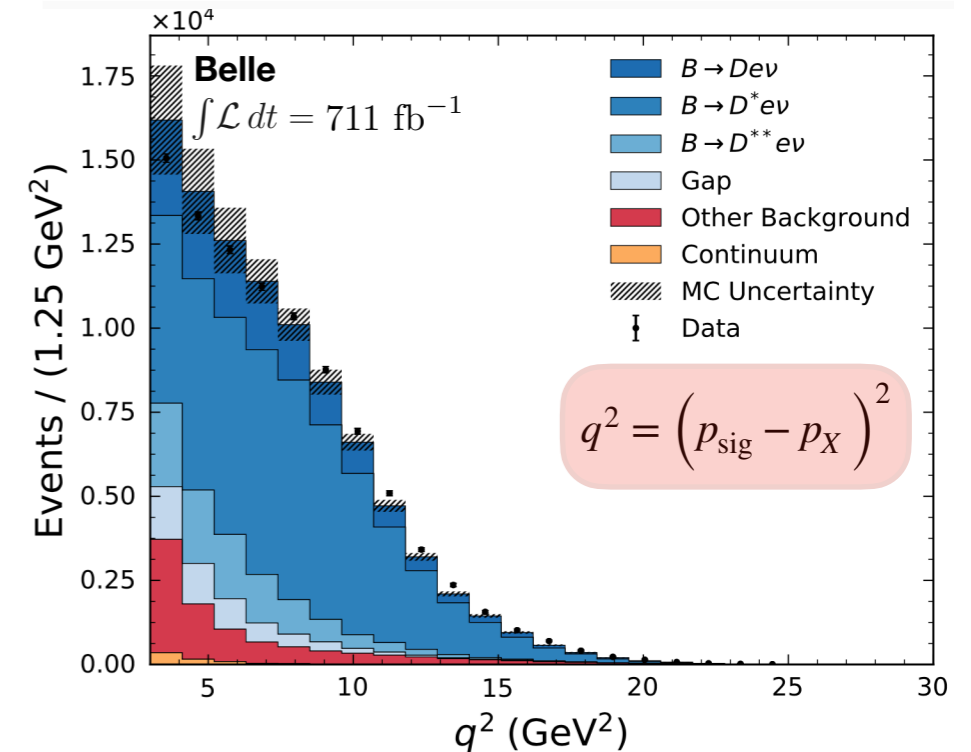 ×10⁴
Belle
∫ℒ dt = 711 fb⁻¹
B → Deν
B → D*eν
B → D**eν
Gap
Other Background
Continuum
MC Uncertainty
Data
q² = (p_sig − p_X)²
Events / (1.25 GeV²)
1.75
1.50
1.25
1.00
0.75
0.50
0.25
0.00
5 10 15 20 25 30
q² (GeV²)